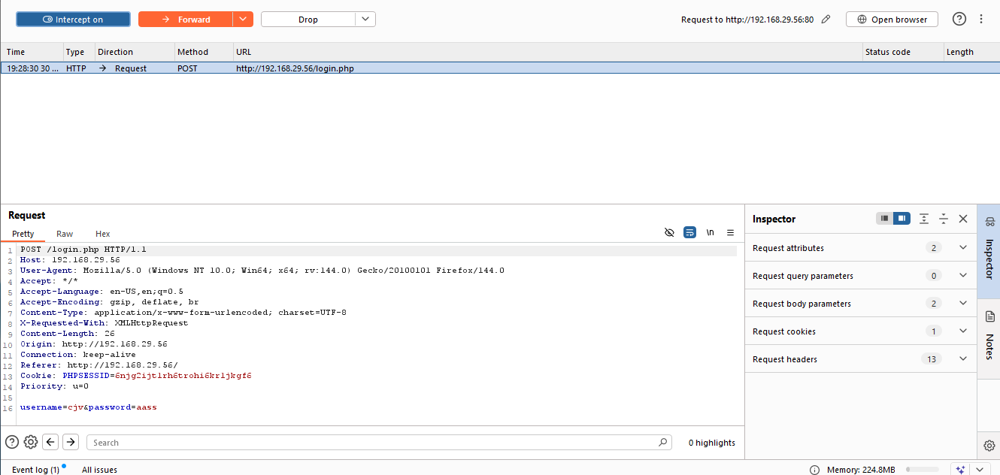 Intercept on Forward Drop Request to http://192.168.29.56:80 Open browser
Time Type Direction Method URL Status code Length
19:28:30 30 ... HTTP Request POST http://192.168.29.56/login.php
Request
Pretty Raw Hex \n
1 POST /login.php HTTP/1.1
2 Host: 192.168.29.56
3 User-Agent: Mozilla/5.0 (Windows NT 10.0; Win64; x64; rv:144.0) Gecko/20100101 Firefox/144.0
4 Accept: */*
5 Accept-Language: en-US,en;q=0.5
6 Accept-Encoding: gzip, deflate, br
7 Content-Type: application/x-www-form-urlencoded; charset=UTF-8
8 X-Requested-With: XMLHttpRequest
9 Content-Length: 26
10 Origin: http://192.168.29.56
11 Connection: keep-alive
12 Referer: http://192.168.29.56/
13 Cookie: PHPSESSID=6njg2ijtlrh6trohi6krljkgf6
14 Priority: u=0
15
16 username=cjv&password=aass
Search 0 highlights
Inspector
Request attributes 2
Request query parameters 0
Request body parameters 2
Request cookies 1
Request headers 13
Inspector
Notes
Event log (1) All issues Memory: 224.8MB